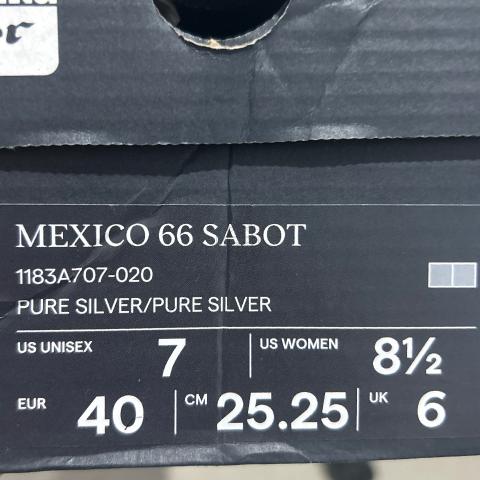 MEXICO 66 SABOT
1183A707-020
PURE SILVER/PURE SILVER
US UNISEX 7 US WOMEN 8½
EUR 40 CM 25.25 UK 6